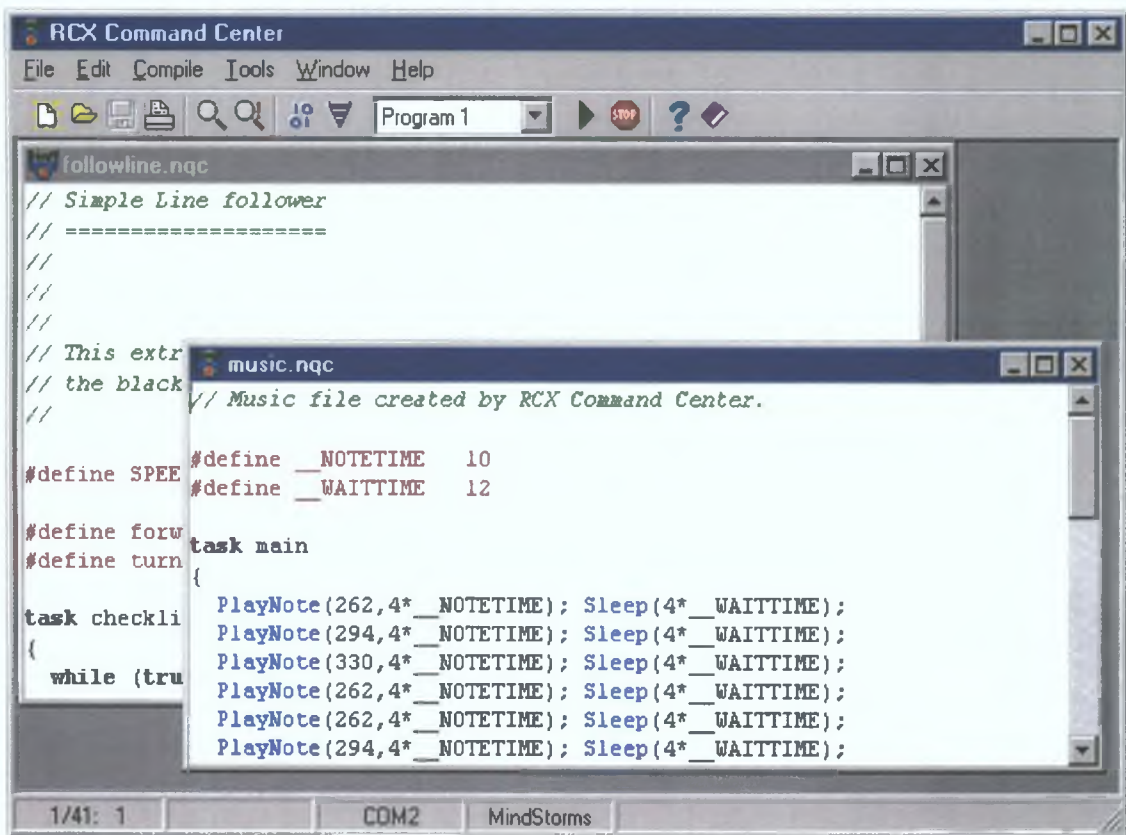 RCX Command Center
File Edit Compile Tools Window Help
Program 1
STOP
?
followline.nqc
// Simple Line follower
// ====================
//
//
//
// This extr
// the black
//
#define SPEE
#define forw
#define turn
task checkli
{
while (tru
music.nqc
// Music file created by RCX Command Center.
#define __NOTETIME 10
#define __WAITTIME 12
task main
{
PlayNote(262,4*__NOTETIME); Sleep(4*__WAITTIME);
PlayNote(294,4*__NOTETIME); Sleep(4*__WAITTIME);
PlayNote(330,4*__NOTETIME); Sleep(4*__WAITTIME);
PlayNote(262,4*__NOTETIME); Sleep(4*__WAITTIME);
PlayNote(262,4*__NOTETIME); Sleep(4*__WAITTIME);
PlayNote(294,4*__NOTETIME); Sleep(4*__WAITTIME);
1/41: 1 COM2 MindStorms